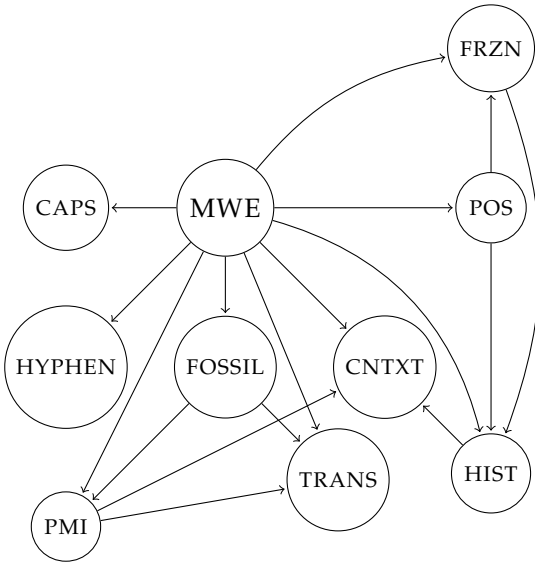 FRZN
CAPS
MWE
POS
HYPHEN
FOSSIL
CNTXT
TRANS
HIST
PMI